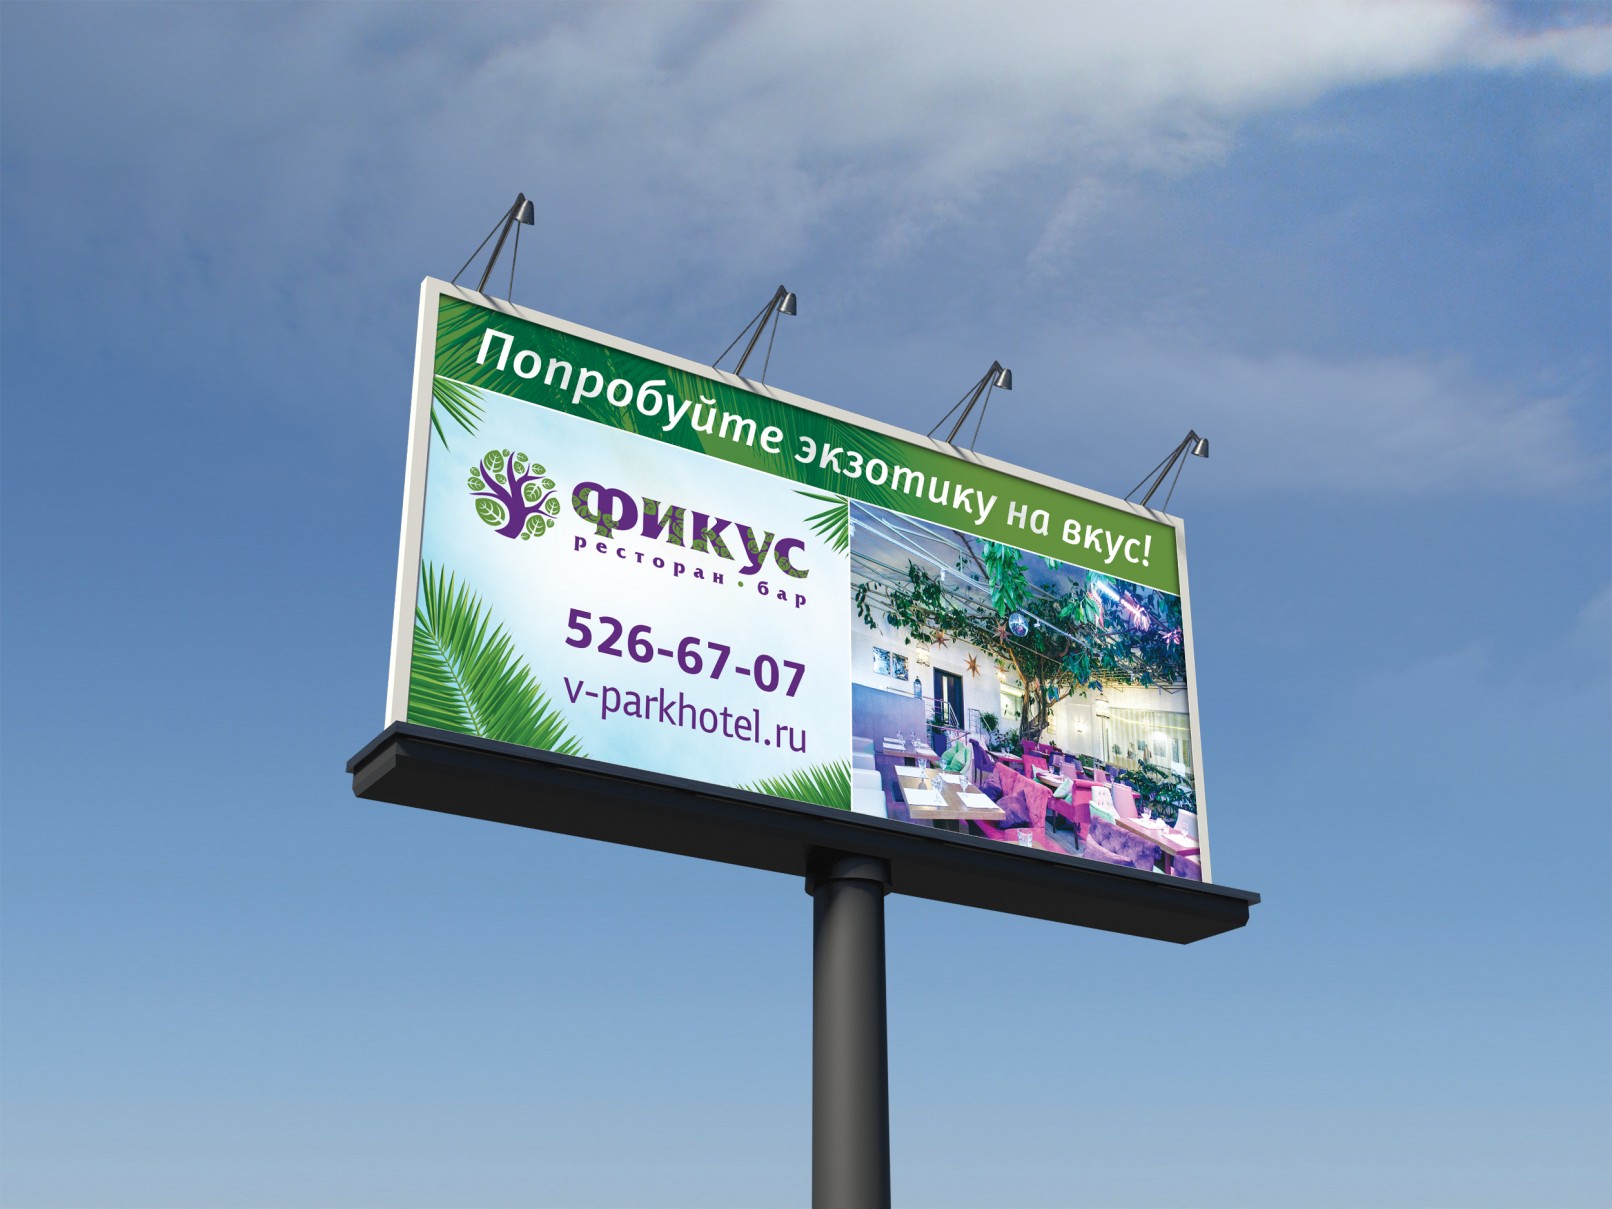 Попробуйте экзотику на вкус!
фикус
ресторан • бар
526-67-07
v-parkhotel.ru